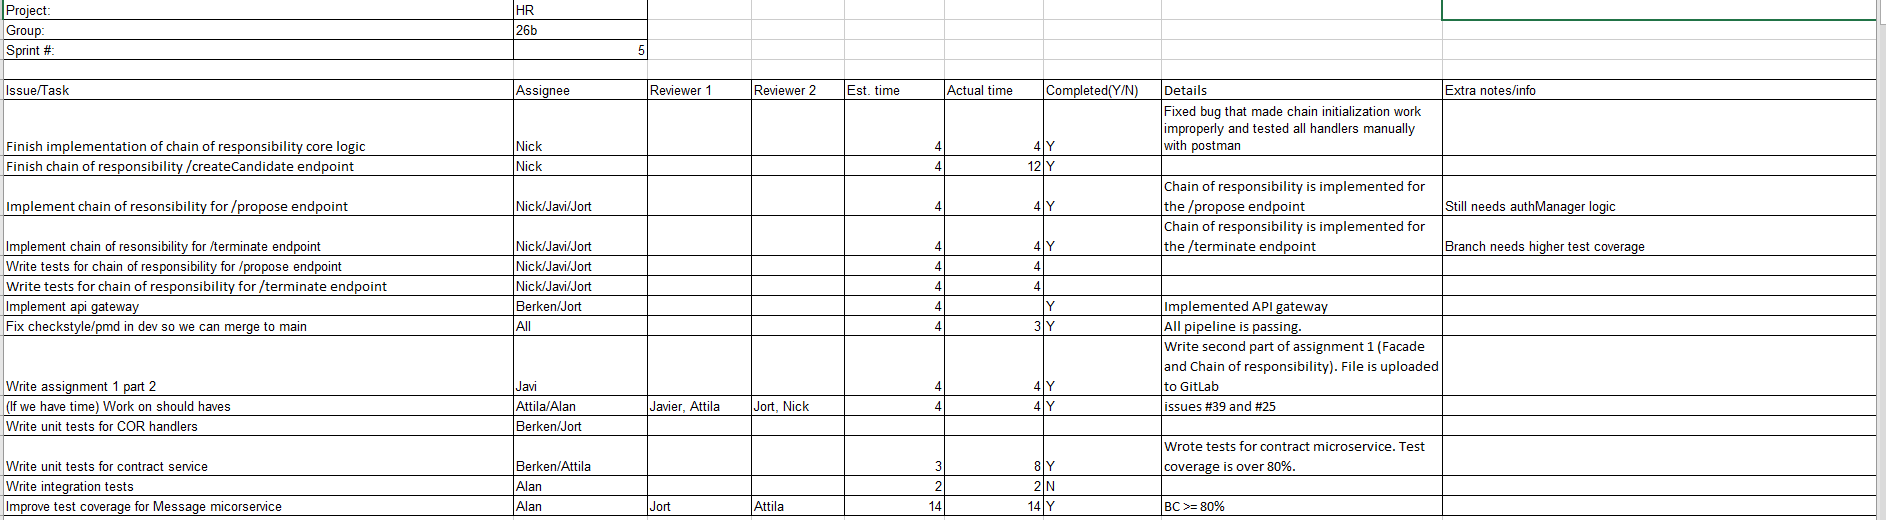 Project: HR
Group: 26b
Sprint #: 5
Issue/Task Assignee Reviewer 1 Reviewer 2 Est. time Actual time Completed(Y/N) Details Extra notes/info
Fixed bug that made chain initialization work
improperly and tested all handlers manually
Finish implementation of chain of responsibility core logic Nick 4 4 Y with postman
Finish chain of responsibility /createCandidate endpoint Nick 4 12 Y
Chain of responsibility is implemented for
Implement chain of resonsibility for /propose endpoint Nick/Javi/Jort 4 4 Y the /propose endpoint Still needs authManager logic
Chain of responsibility is implemented for
Implement chain of resonsibility for /terminate endpoint Nick/Javi/Jort 4 4 Y the /terminate endpoint Branch needs higher test coverage
Write tests for chain of responsibility for /propose endpoint Nick/Javi/Jort 4 4
Write tests for chain of responsibility for /terminate endpoint Nick/Javi/Jort 4 4
Implement api gateway Berken/Jort 4 Y Implemented API gateway
Fix checkstyle/pmd in dev so we can merge to main All 4 3 Y All pipeline is passing.
Write second part of assignment 1 (Facade
and Chain of responsibility). File is uploaded
Write assignment 1 part 2 Javi 4 4 Y to GitLab
(If we have time) Work on should haves Attila/Alan Javier, Attila Jort, Nick 4 4 Y issues #39 and #25
Write unit tests for COR handlers Berken/Jort
Wrote tests for contract microservice. Test
Write unit tests for contract service Berken/Attila 3 8 Y coverage is over 80%.
Write integration tests Alan 2 2 N
Improve test coverage for Message micorservice Alan Jort Attila 14 14 Y BC >= 80%